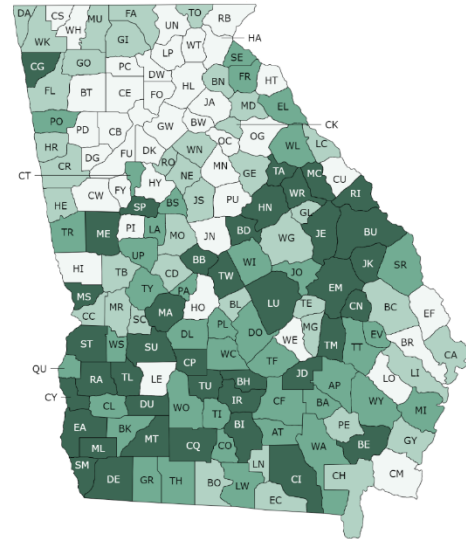 DA CS MU FA TO RB
WH UN
WK GI LP WT HA
CG GO PC DW SE
FL BT CE FO HL BN FR HT
JA MD EL
PO PD CB GW BW OC CK
HR DG FU DK OG WL LC
CR RO WN MN GE TA MC CU
CT HY NE
HE CW FY SP BS JS PU HN WR RI
TR ME PI LA MO JN BD GL JE BU
UP WG
HI TB CD BB TW WI JO JK SR
MS TY PA HO EM
CC MR SC MA BL LU TE CN BC EF
ST WS SU DL PL DO WE MG TM TT EV BR CA
QU CP WC TF LI
RA TL LE JD LO
CY DU TU BH AP WY
EA CL WO TI IR CF BA MI
BK PE
ML MT CQ CO BI AT WA BE GY
SM LN
DE GR TH BO LW CI CH CM
EC